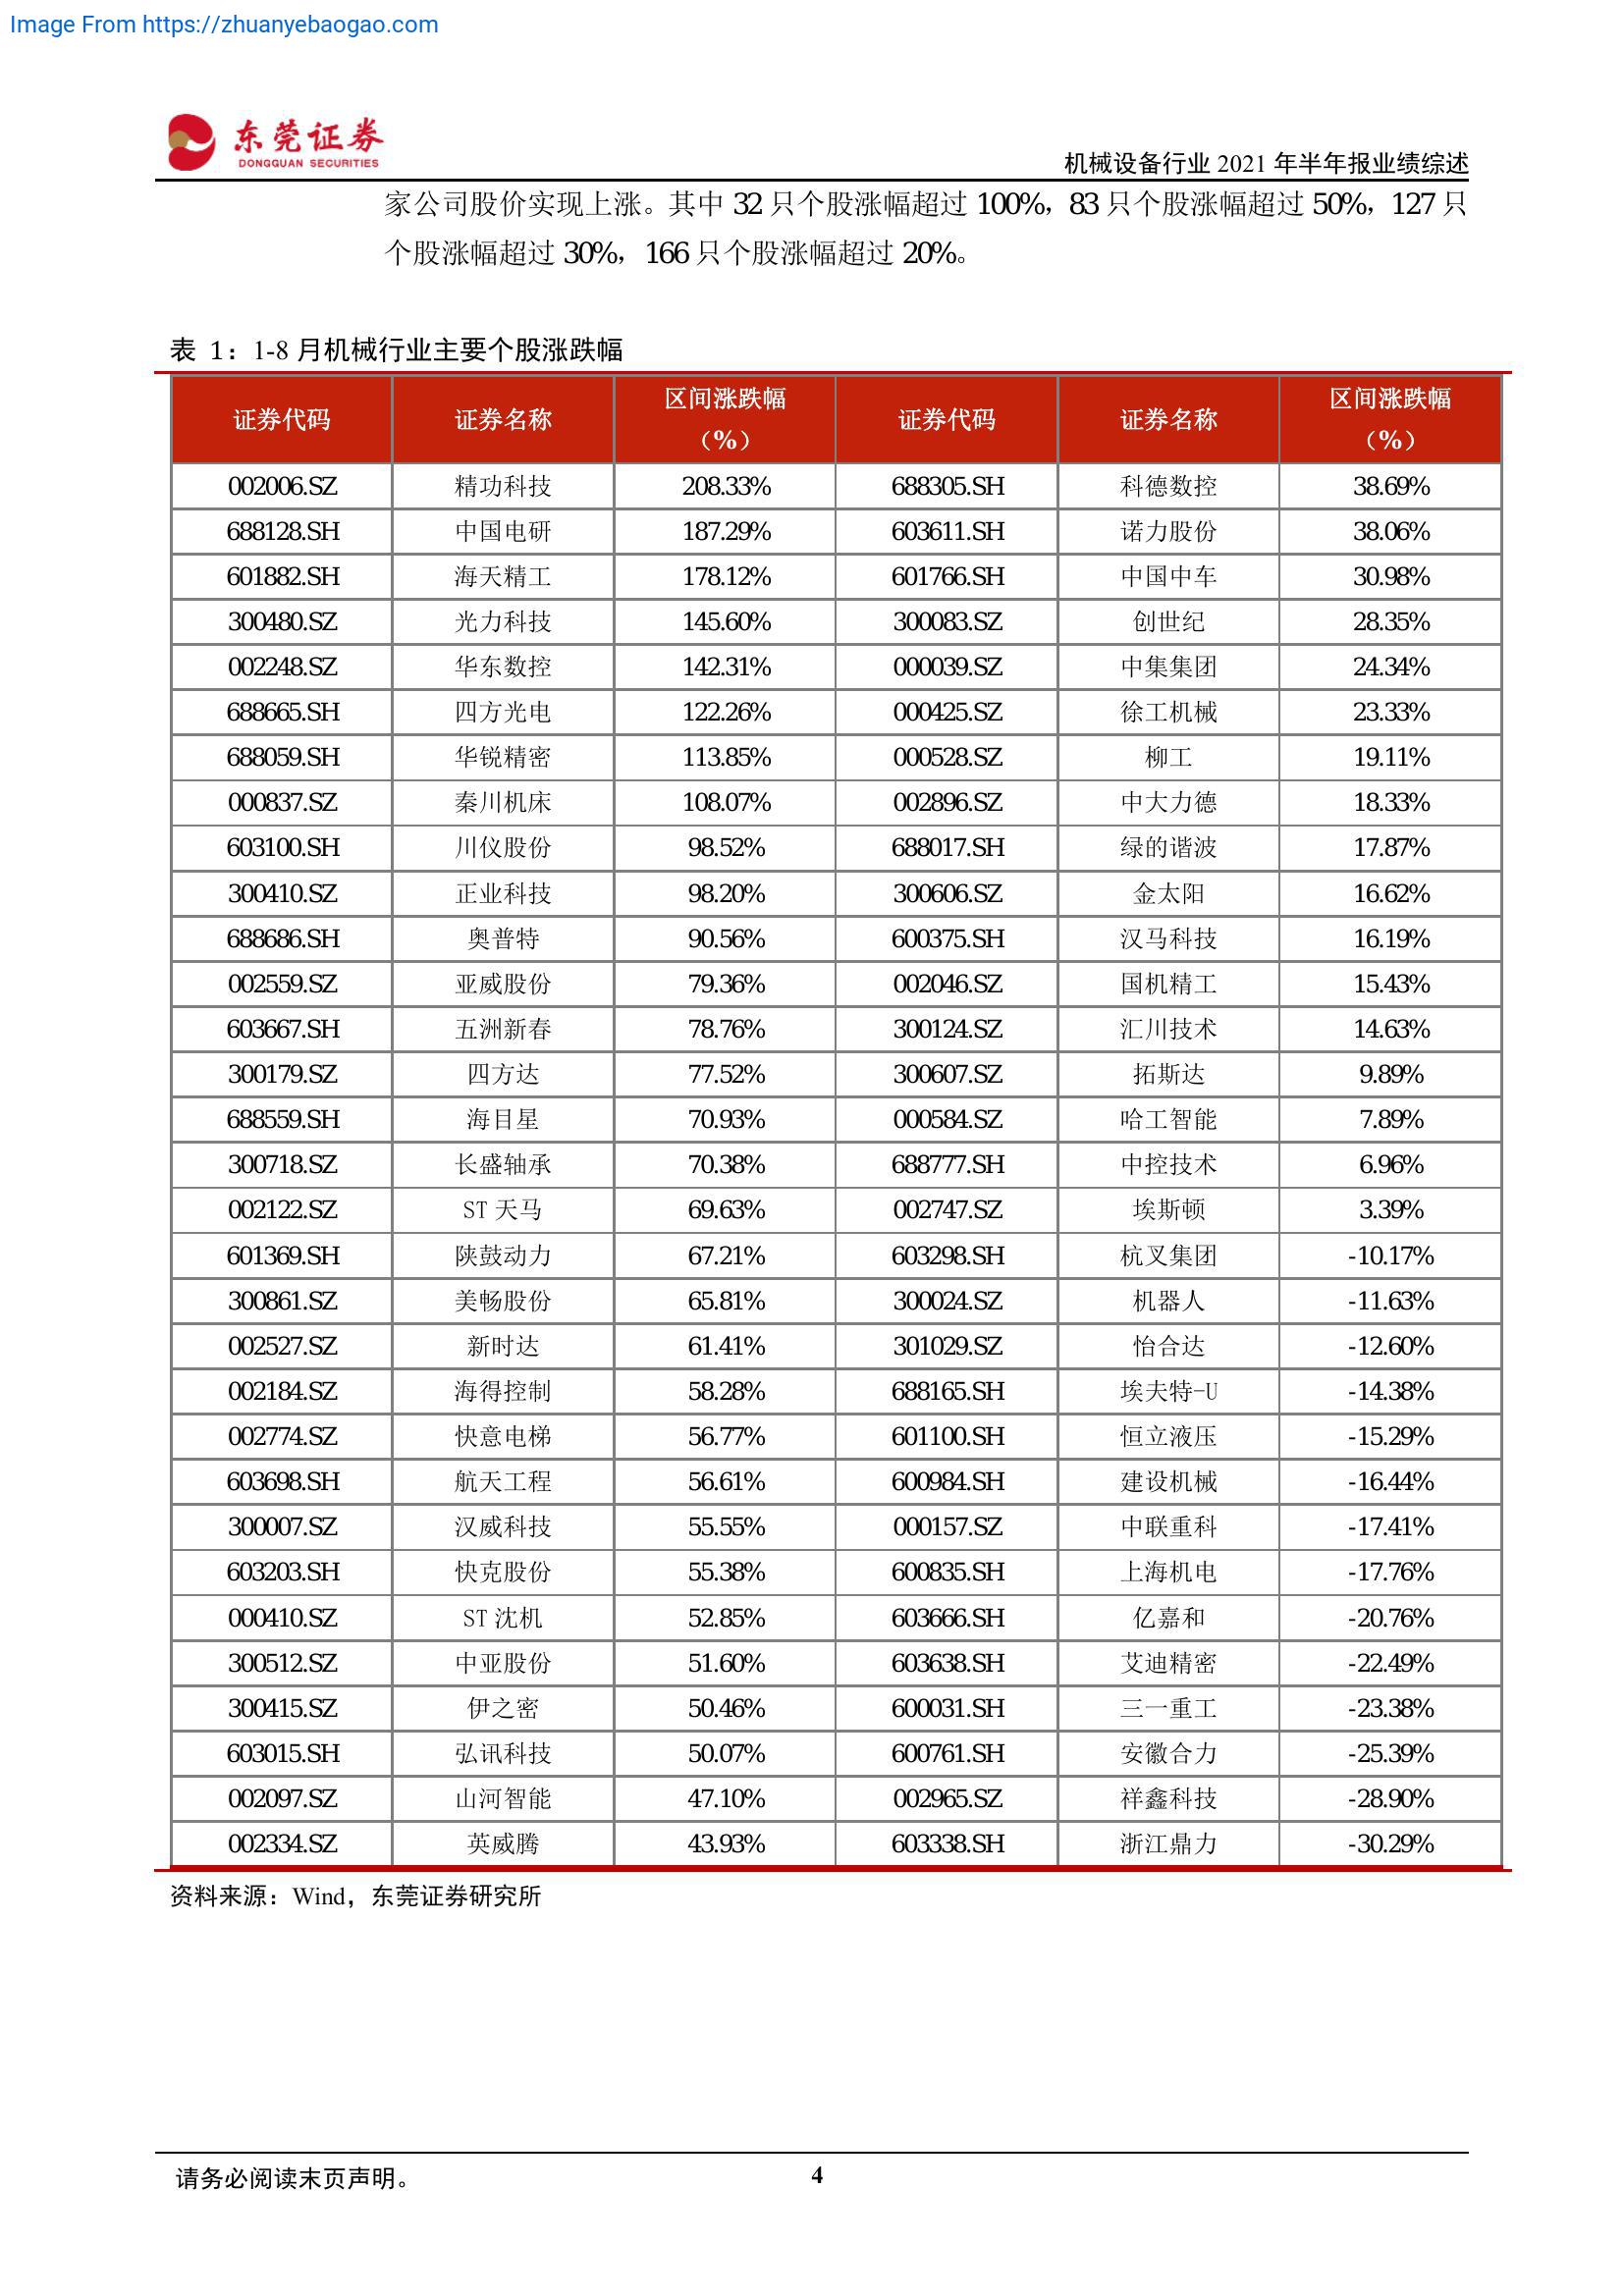 Image From https://zhuanyebaogao.com
东莞证券
DONGGUAN SECURITIES
机械设备行业 2021 年半年报业绩综述
家公司股价实现上涨。其中 32 只个股涨幅超过 100%，83 只个股涨幅超过 50%，127 只
个股涨幅超过 30%，166 只个股涨幅超过 20%。
表 1：1-8 月机械行业主要个股涨跌幅
证券代码 证券名称 区间涨跌幅（%） 证券代码 证券名称 区间涨跌幅（%）
002006.SZ 精功科技 208.33% 688305.SH 科德数控 38.69%
688128.SH 中国电研 187.29% 603611.SH 诺力股份 38.06%
601882.SH 海天精工 178.12% 601766.SH 中国中车 30.98%
300480.SZ 光力科技 145.60% 300083.SZ 创世纪 28.35%
002248.SZ 华东数控 142.31% 000039.SZ 中集集团 24.34%
688665.SH 四方光电 122.26% 000425.SZ 徐工机械 23.33%
688059.SH 华锐精密 113.85% 000528.SZ 柳工 19.11%
000837.SZ 秦川机床 108.07% 002896.SZ 中大力德 18.33%
603100.SH 川仪股份 98.52% 688017.SH 绿的谐波 17.87%
300410.SZ 正业科技 98.20% 300606.SZ 金太阳 16.62%
688686.SH 奥普特 90.56% 600375.SH 汉马科技 16.19%
002559.SZ 亚威股份 79.36% 002046.SZ 国机精工 15.43%
603667.SH 五洲新春 78.76% 300124.SZ 汇川技术 14.63%
300179.SZ 四方达 77.52% 300607.SZ 拓斯达 9.89%
688559.SH 海目星 70.93% 000584.SZ 哈工智能 7.89%
300718.SZ 长盛轴承 70.38% 688777.SH 中控技术 6.96%
002122.SZ ST 天马 69.63% 002747.SZ 埃斯顿 3.39%
601369.SH 陕鼓动力 67.21% 603298.SH 杭叉集团 -10.17%
300861.SZ 美畅股份 65.81% 300024.SZ 机器人 -11.63%
002527.SZ 新时达 61.41% 301029.SZ 怡合达 -12.60%
002184.SZ 海得控制 58.28% 688165.SH 埃夫特-U -14.38%
002774.SZ 快意电梯 56.77% 601100.SH 恒立液压 -15.29%
603698.SH 航天工程 56.61% 600984.SH 建设机械 -16.44%
300007.SZ 汉威科技 55.55% 000157.SZ 中联重科 -17.41%
603203.SH 快克股份 55.38% 600835.SH 上海机电 -17.76%
000410.SZ ST 沈机 52.85% 603666.SH 亿嘉和 -20.76%
300512.SZ 中亚股份 51.60% 603638.SH 艾迪精密 -22.49%
300415.SZ 伊之密 50.46% 600031.SH 三一重工 -23.38%
603015.SH 弘讯科技 50.07% 600761.SH 安徽合力 -25.39%
002097.SZ 山河智能 47.10% 002965.SZ 祥鑫科技 -28.90%
002334.SZ 英威腾 43.93% 603338.SH 浙江鼎力 -30.29%
资料来源：Wind，东莞证券研究所
请务必阅读末页声明。
4